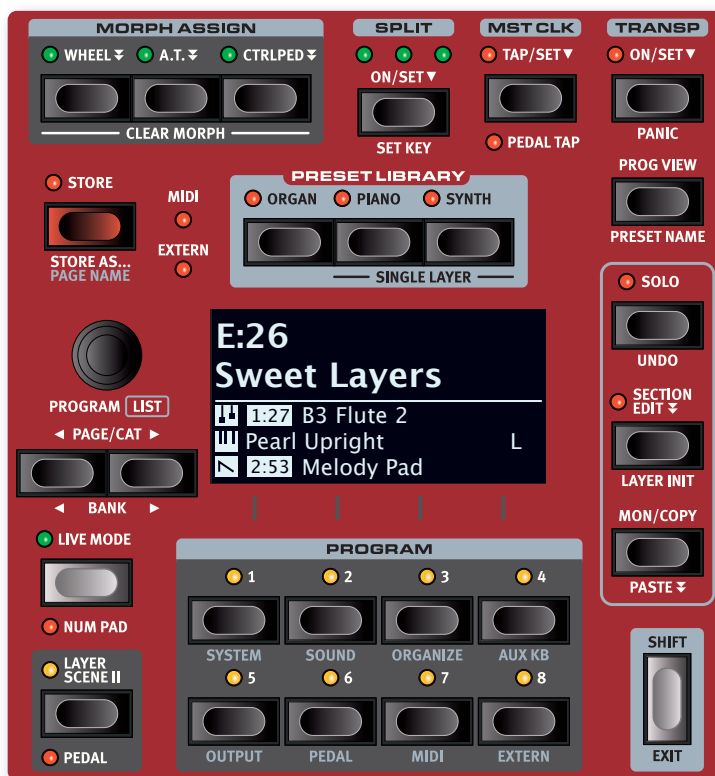 MORPH ASSIGN
WHEEL A.T. CTRLPED
CLEAR MORPH
SPLIT
ON/SET ▼
SET KEY
MST CLK
TAP/SET ▼
PEDAL TAP
TRANSP
ON/SET ▼
PANIC
STORE
STORE AS...
PAGE NAME
MIDI
EXTERN
PRESET LIBRARY
ORGAN PIANO SYNTH
SINGLE LAYER
PROG VIEW
PRESET NAME
E:26
Sweet Layers
1:27 B3 Flute 2
Pearl Upright L
2:53 Melody Pad
PROGRAM LIST
◄ PAGE/CAT ►
◄ BANK ►
SOLO
UNDO
SECTION
EDIT
LAYER INIT
MON/COPY
PASTE
LIVE MODE
NUM PAD
LAYER
SCENE II
PEDAL
PROGRAM
1 2 3 4
SYSTEM SOUND ORGANIZE AUX KB
5 6 7 8
OUTPUT PEDAL MIDI EXTERN
SHIFT
EXIT